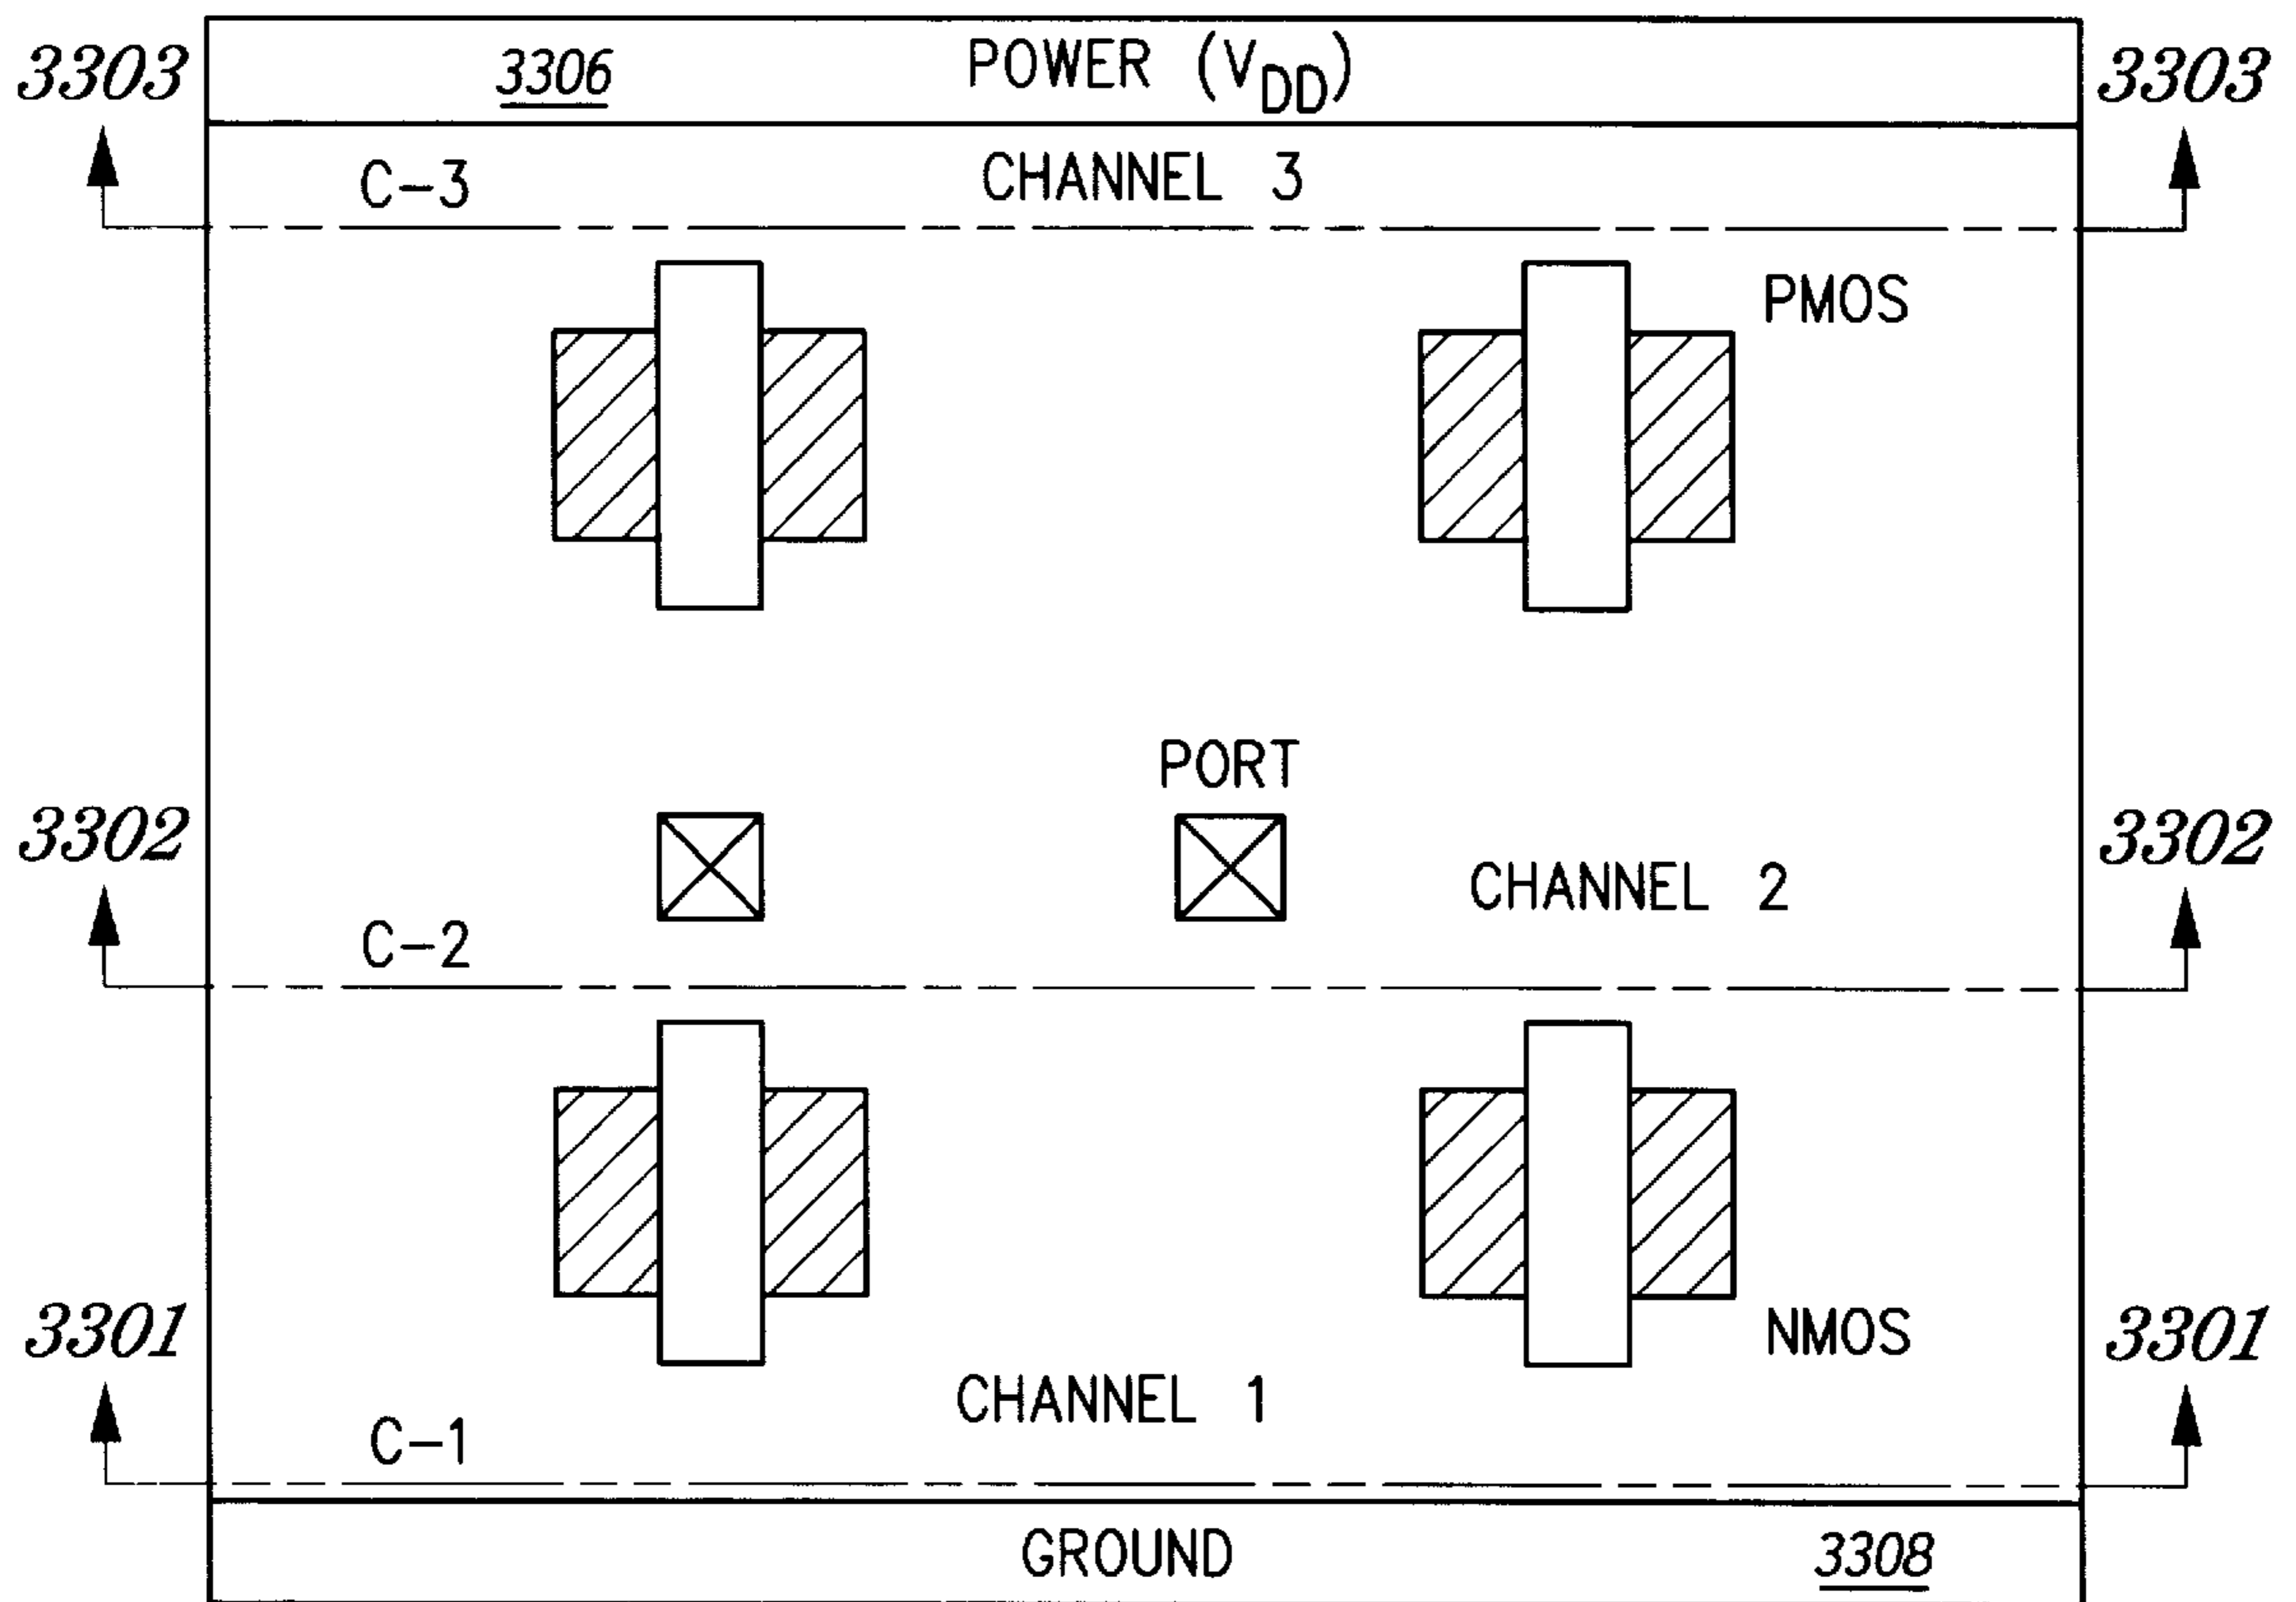 3303 3306 POWER (VDD) 3303
C-3 CHANNEL 3
PMOS
PORT
3302 CHANNEL 2 3302
C-2
3301 NMOS 3301
CHANNEL 1
C-1
GROUND 3308